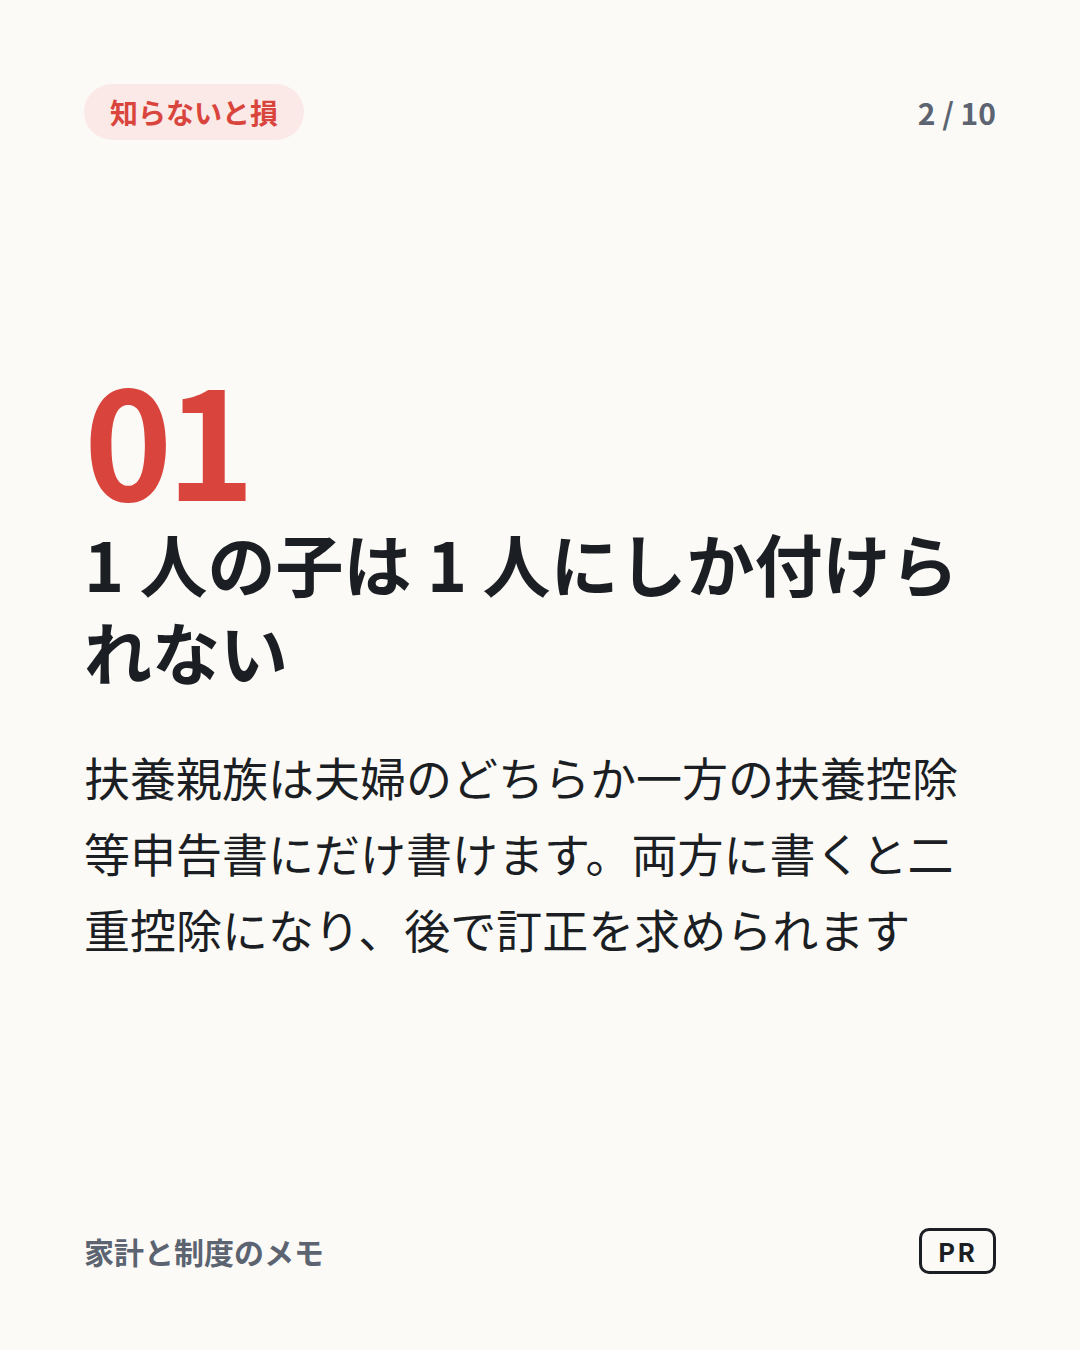 知らないと損
2 / 10
01
1 人の子は 1 人にしか付けら
れない
扶養親族は夫婦のどちらか一方の扶養控除
等申告書にだけ書けます。両方に書くと二
重控除になり、後で訂正を求められます
家計と制度のメモ
PR